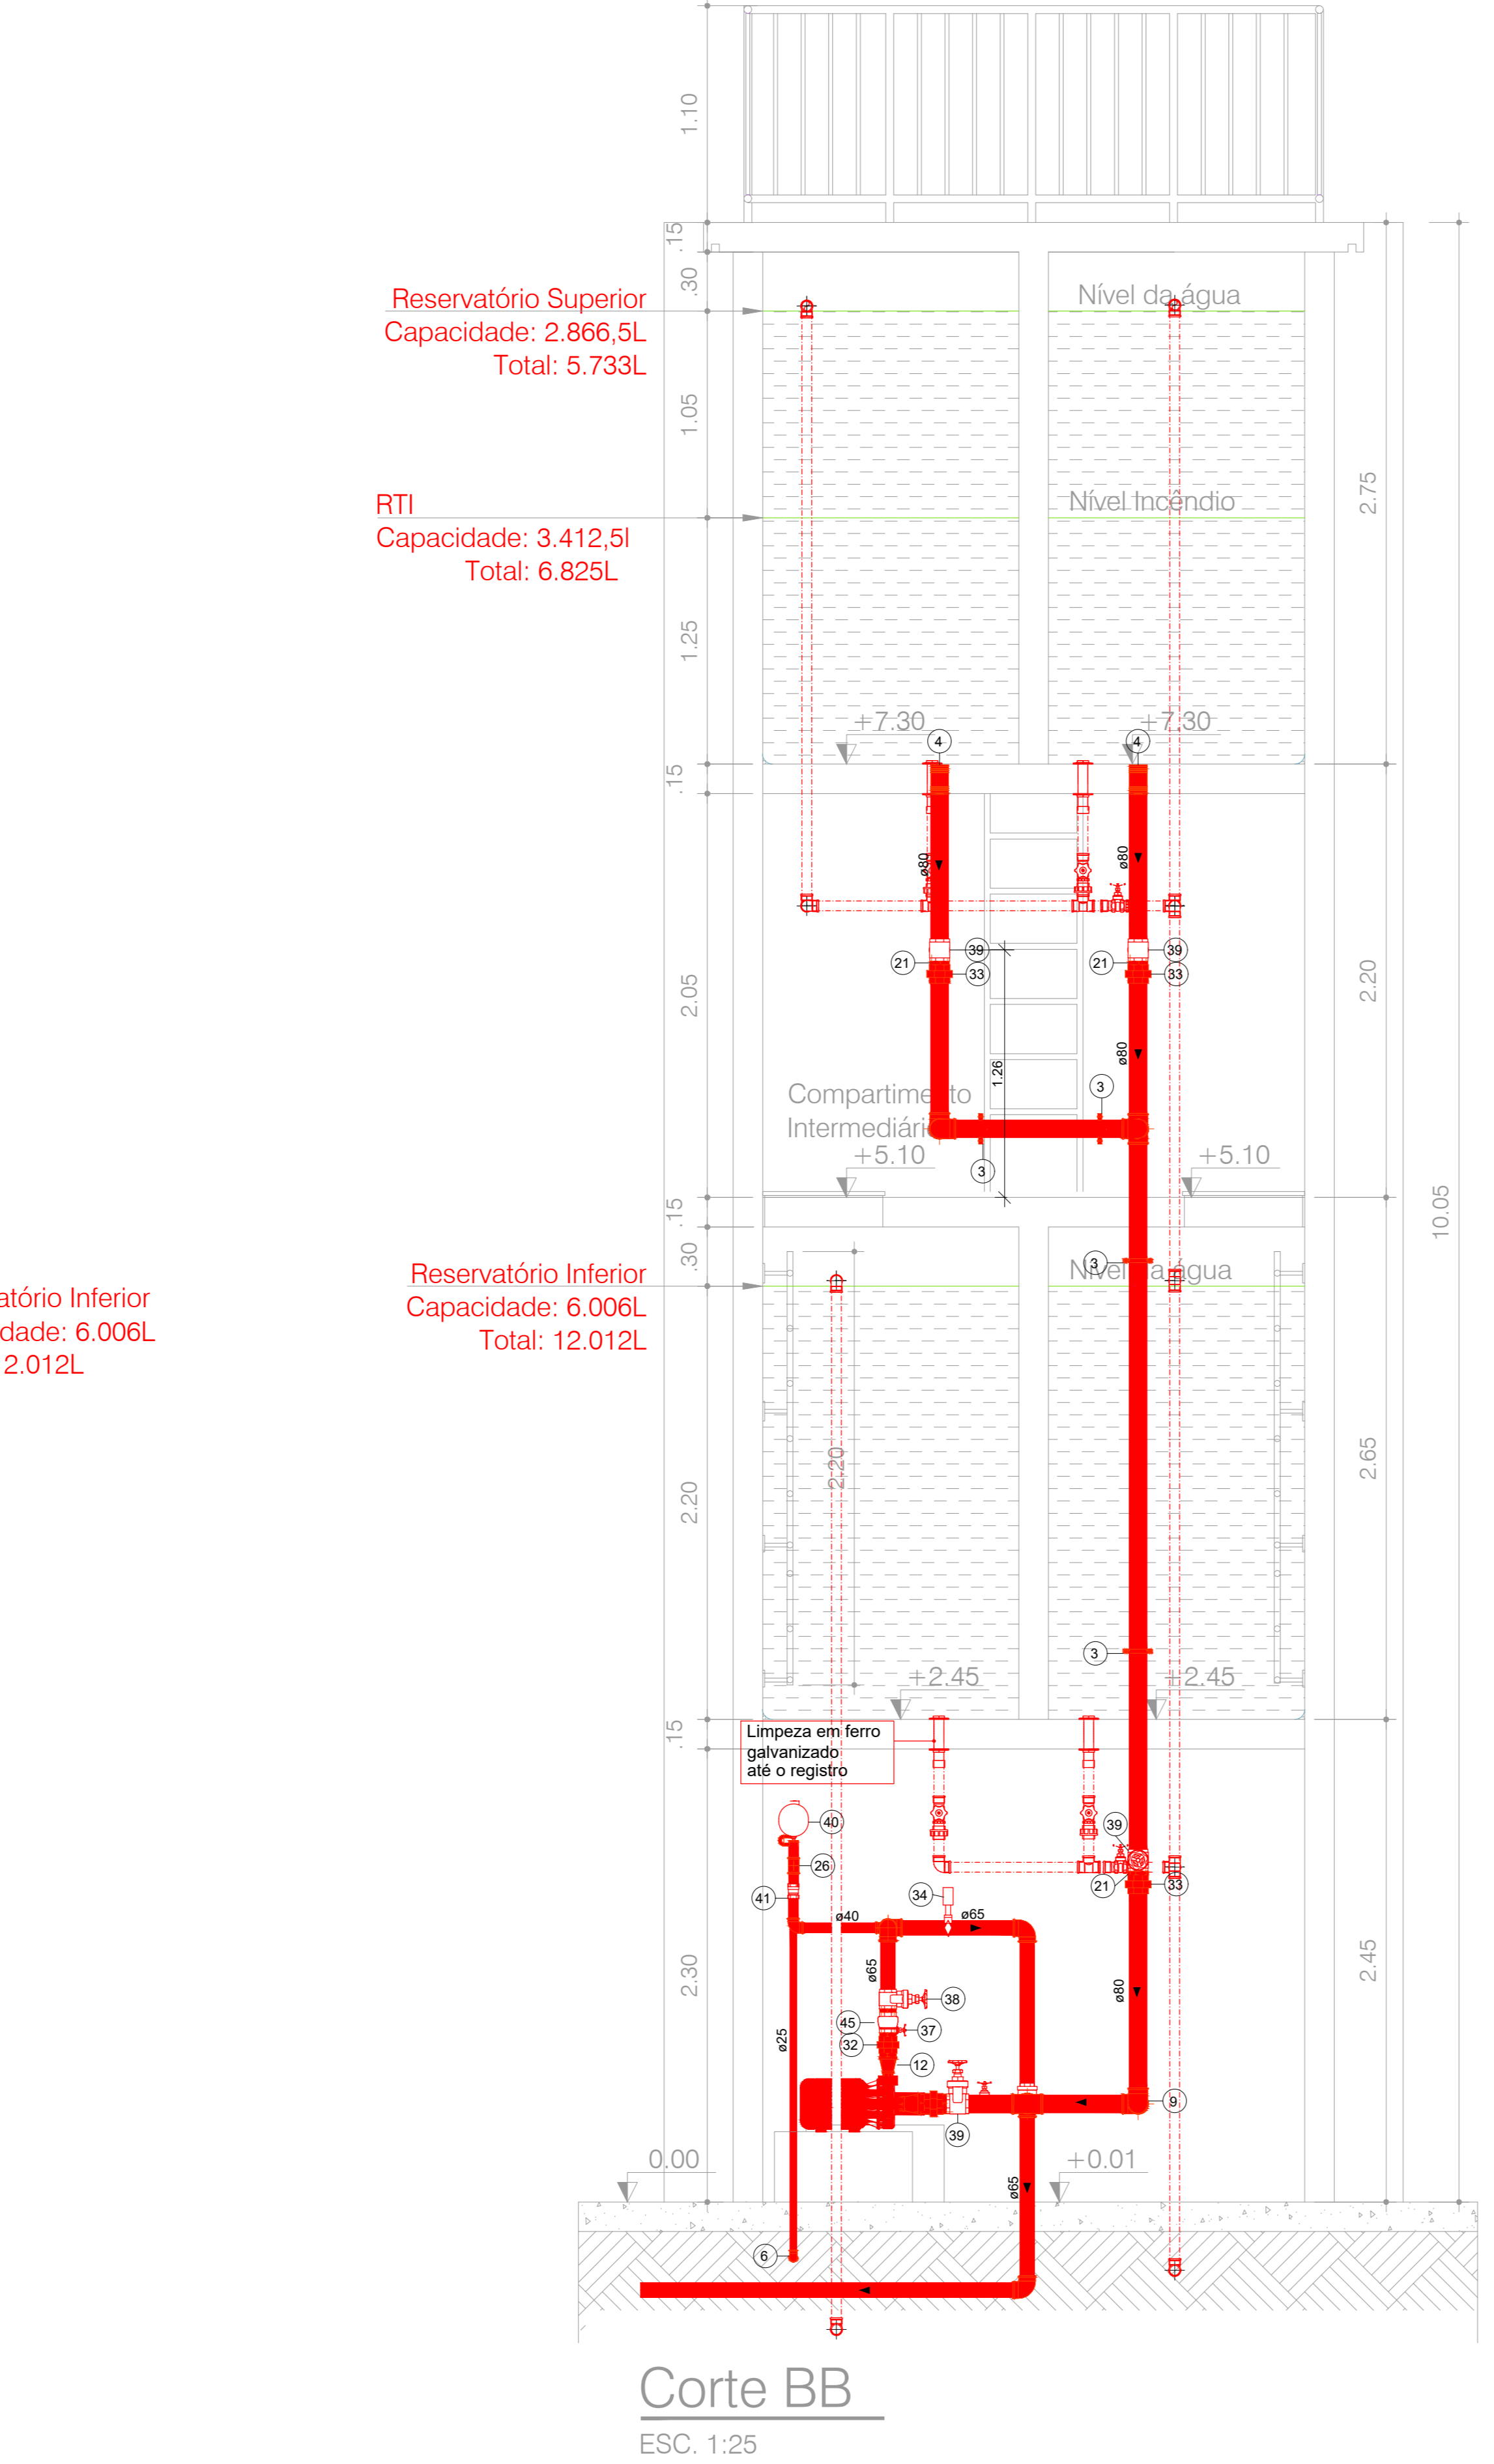 1.10
.15
.30
Reservatório Superior
Capacidade: 2.866,5L
Total: 5.733L
Nível da água
1.05
RTI
Capacidade: 3.412,5l
Total: 6.825L
Nível Incêndio
2.75
1.25
+7.30
+7.30
4
4
.15
ø80
ø80
39
39
21
21
33
33
2.05
2.20
ø80
1.26
3
Compartimento
Intermediári
3
+5.10
+5.10
.15
10.05
.30
3
Nível da água
Reservatório Inferior
Capacidade: 6.006L
Total: 12.012L
atório Inferior
dade: 6.006L
2.012L
2.20
2.20
2.65
3
+2.45
+2.45
.15
Limpeza em ferro
galvanizado
até o registro
40
39
26
41
21
33
34
ø40
ø65
ø65
2.30
2.45
ø80
38
45
37
32
ø25
12
9
39
0.00
+0.01
ø65
6
Corte BB
ESC. 1:25